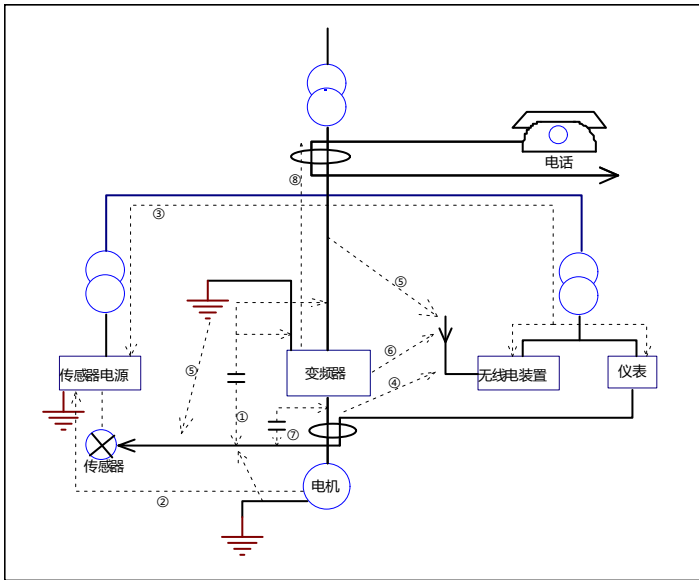 电话
⑧
③
⑤
⑤
⑥
④
传感器电源
变频器
无线电装置
仪表
①
⑦
传感器
②
电机